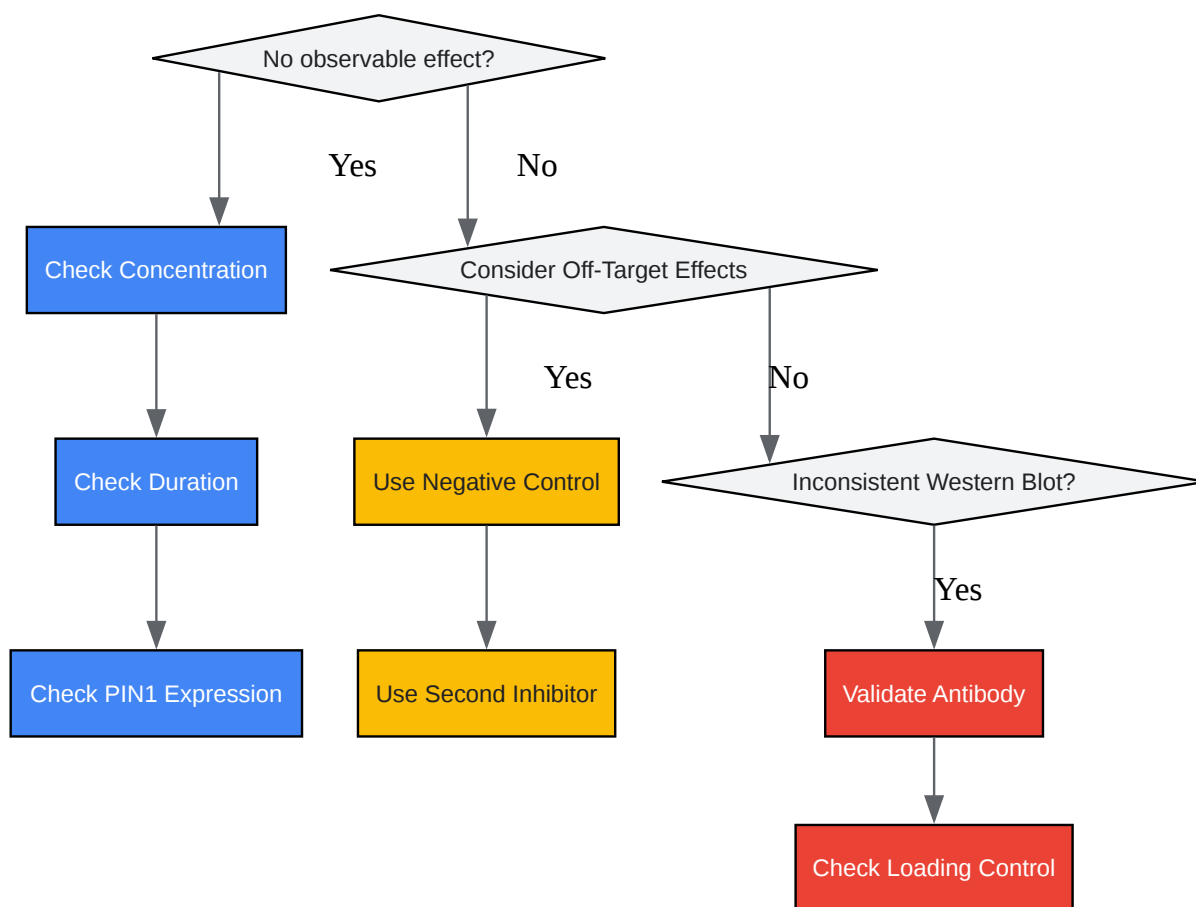 No observable effect?
Yes
No
Check Concentration
Consider Off-Target Effects
Yes
No
Check Duration
Use Negative Control
Inconsistent Western Blot?
Yes
Check PIN1 Expression
Use Second Inhibitor
Validate Antibody
Check Loading Control